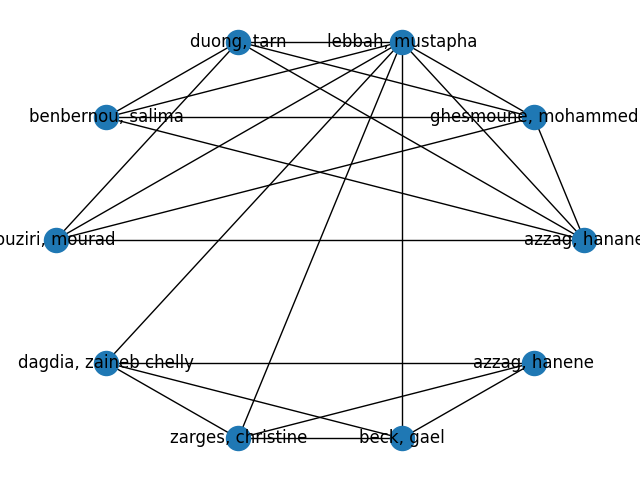 duong, tarn
lebbah, mustapha
benbernou, salima
ghesmoune, mohammed
ouziri, mourad
azzag, hanane
dagdia, zaineb chelly
azzag, hanene
zarges, christine
beck, gael